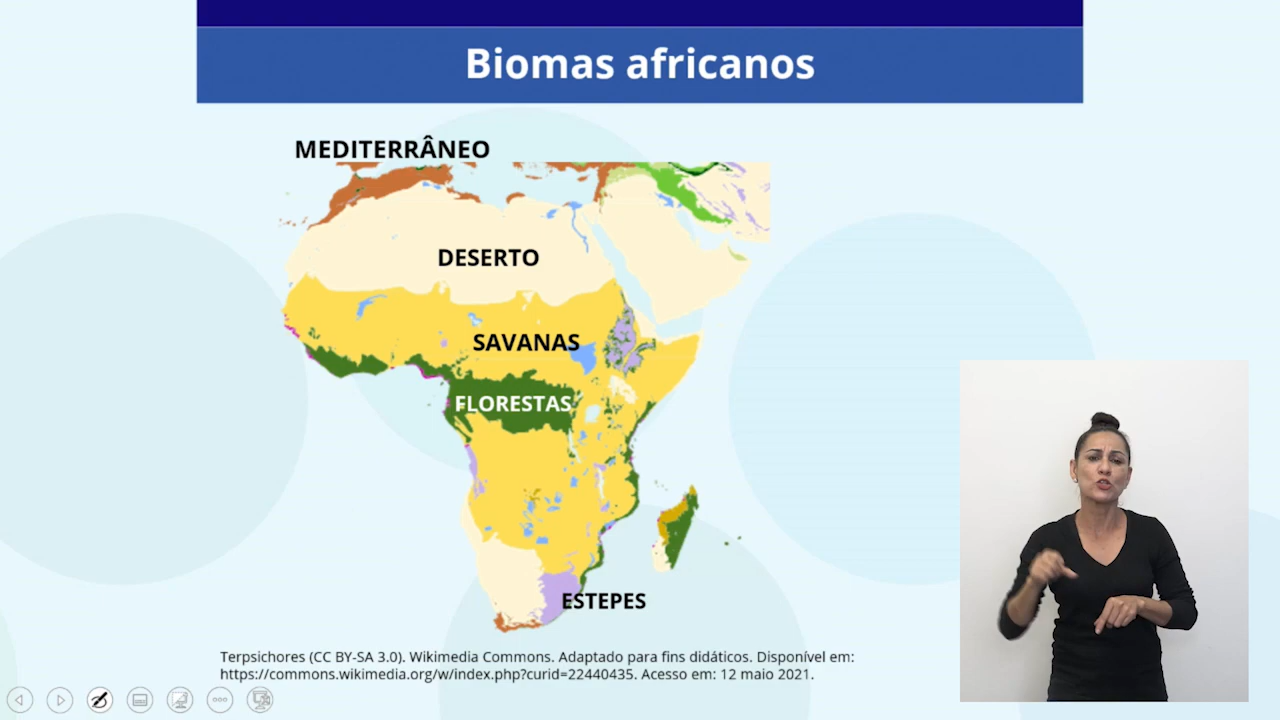 Biomas africanos
MEDITERRÂNEO
DESERTO
SAVANAS
FLORESTAS
ESTEPES
Terpsichores (CC BY-SA 3.0). Wikimedia Commons. Adaptado para fins didáticos. Disponível em:
https://commons.wikimedia.org/w/index.php?curid=22440435. Acesso em: 12 maio 2021.